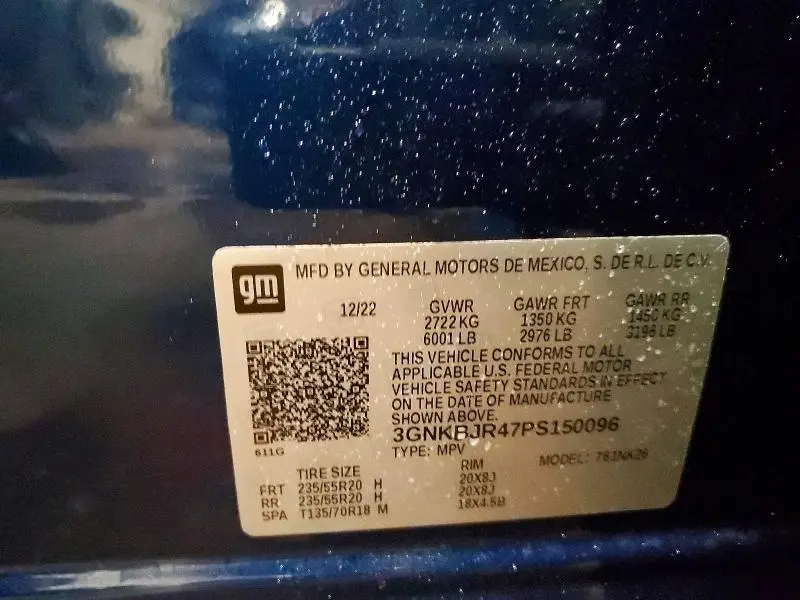 gm MFD BY GENERAL MOTORS DE MEXICO, S. DE R.L. DE C.V.
12/22 GVWR GAWR FRT GAWR RR
2722 KG 1350 KG 1450 KG
6001 LB 2976 LB 3196 LB
THIS VEHICLE CONFORMS TO ALL
APPLICABLE U.S. FEDERAL MOTOR
VEHICLE SAFETY STANDARDS IN EFFECT
ON THE DATE OF MANUFACTURE
SHOWN ABOVE.
3GNKBJR47PS150096
611G TYPE: MPV MODEL: 761NK26
TIRE SIZE RIM
FRT 235/55R20 H 20X8J
RR 235/55R20 H 20X8J
SPA T135/70R18 M 18X4.5B